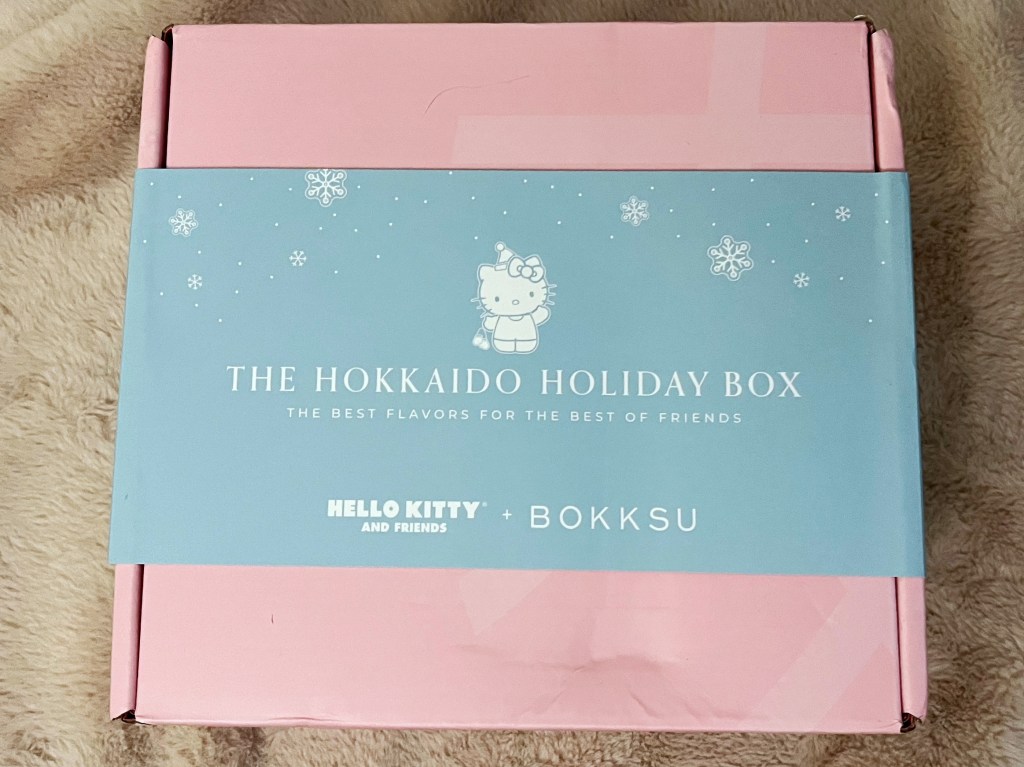 THE HOKKAIDO HOLIDAY BOX
THE BEST FLAVORS FOR THE BEST OF FRIENDS
HELLO KITTY® + BOKKSU
AND FRIENDS